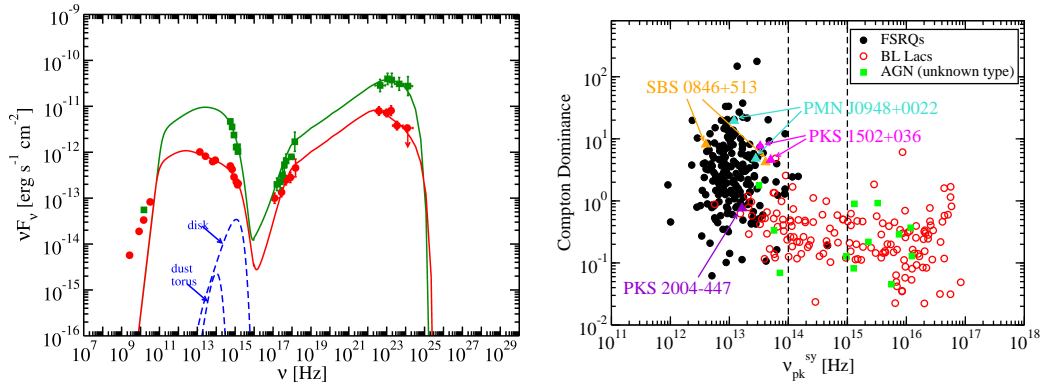 10^-9
10^-10
10^-11
10^-12
10^-13
10^-14
10^-15
10^-16
νF_ν [erg s^-1 cm^-2]
disk
dust
torus
10^7 10^9 10^11 10^13 10^15 10^17 10^19 10^21 10^23 10^25 10^27 10^29
ν [Hz]
FSRQs
BL Lacs
AGN (unknown type)
10^2
10^1
10^0
10^-1
10^-2
Compton Dominance
SBS 0846+513
PMN J0948+0022
PKS 1502+036
PKS 2004-447
10^11 10^12 10^13 10^14 10^15 10^16 10^17 10^18
ν_pk^sy [Hz]